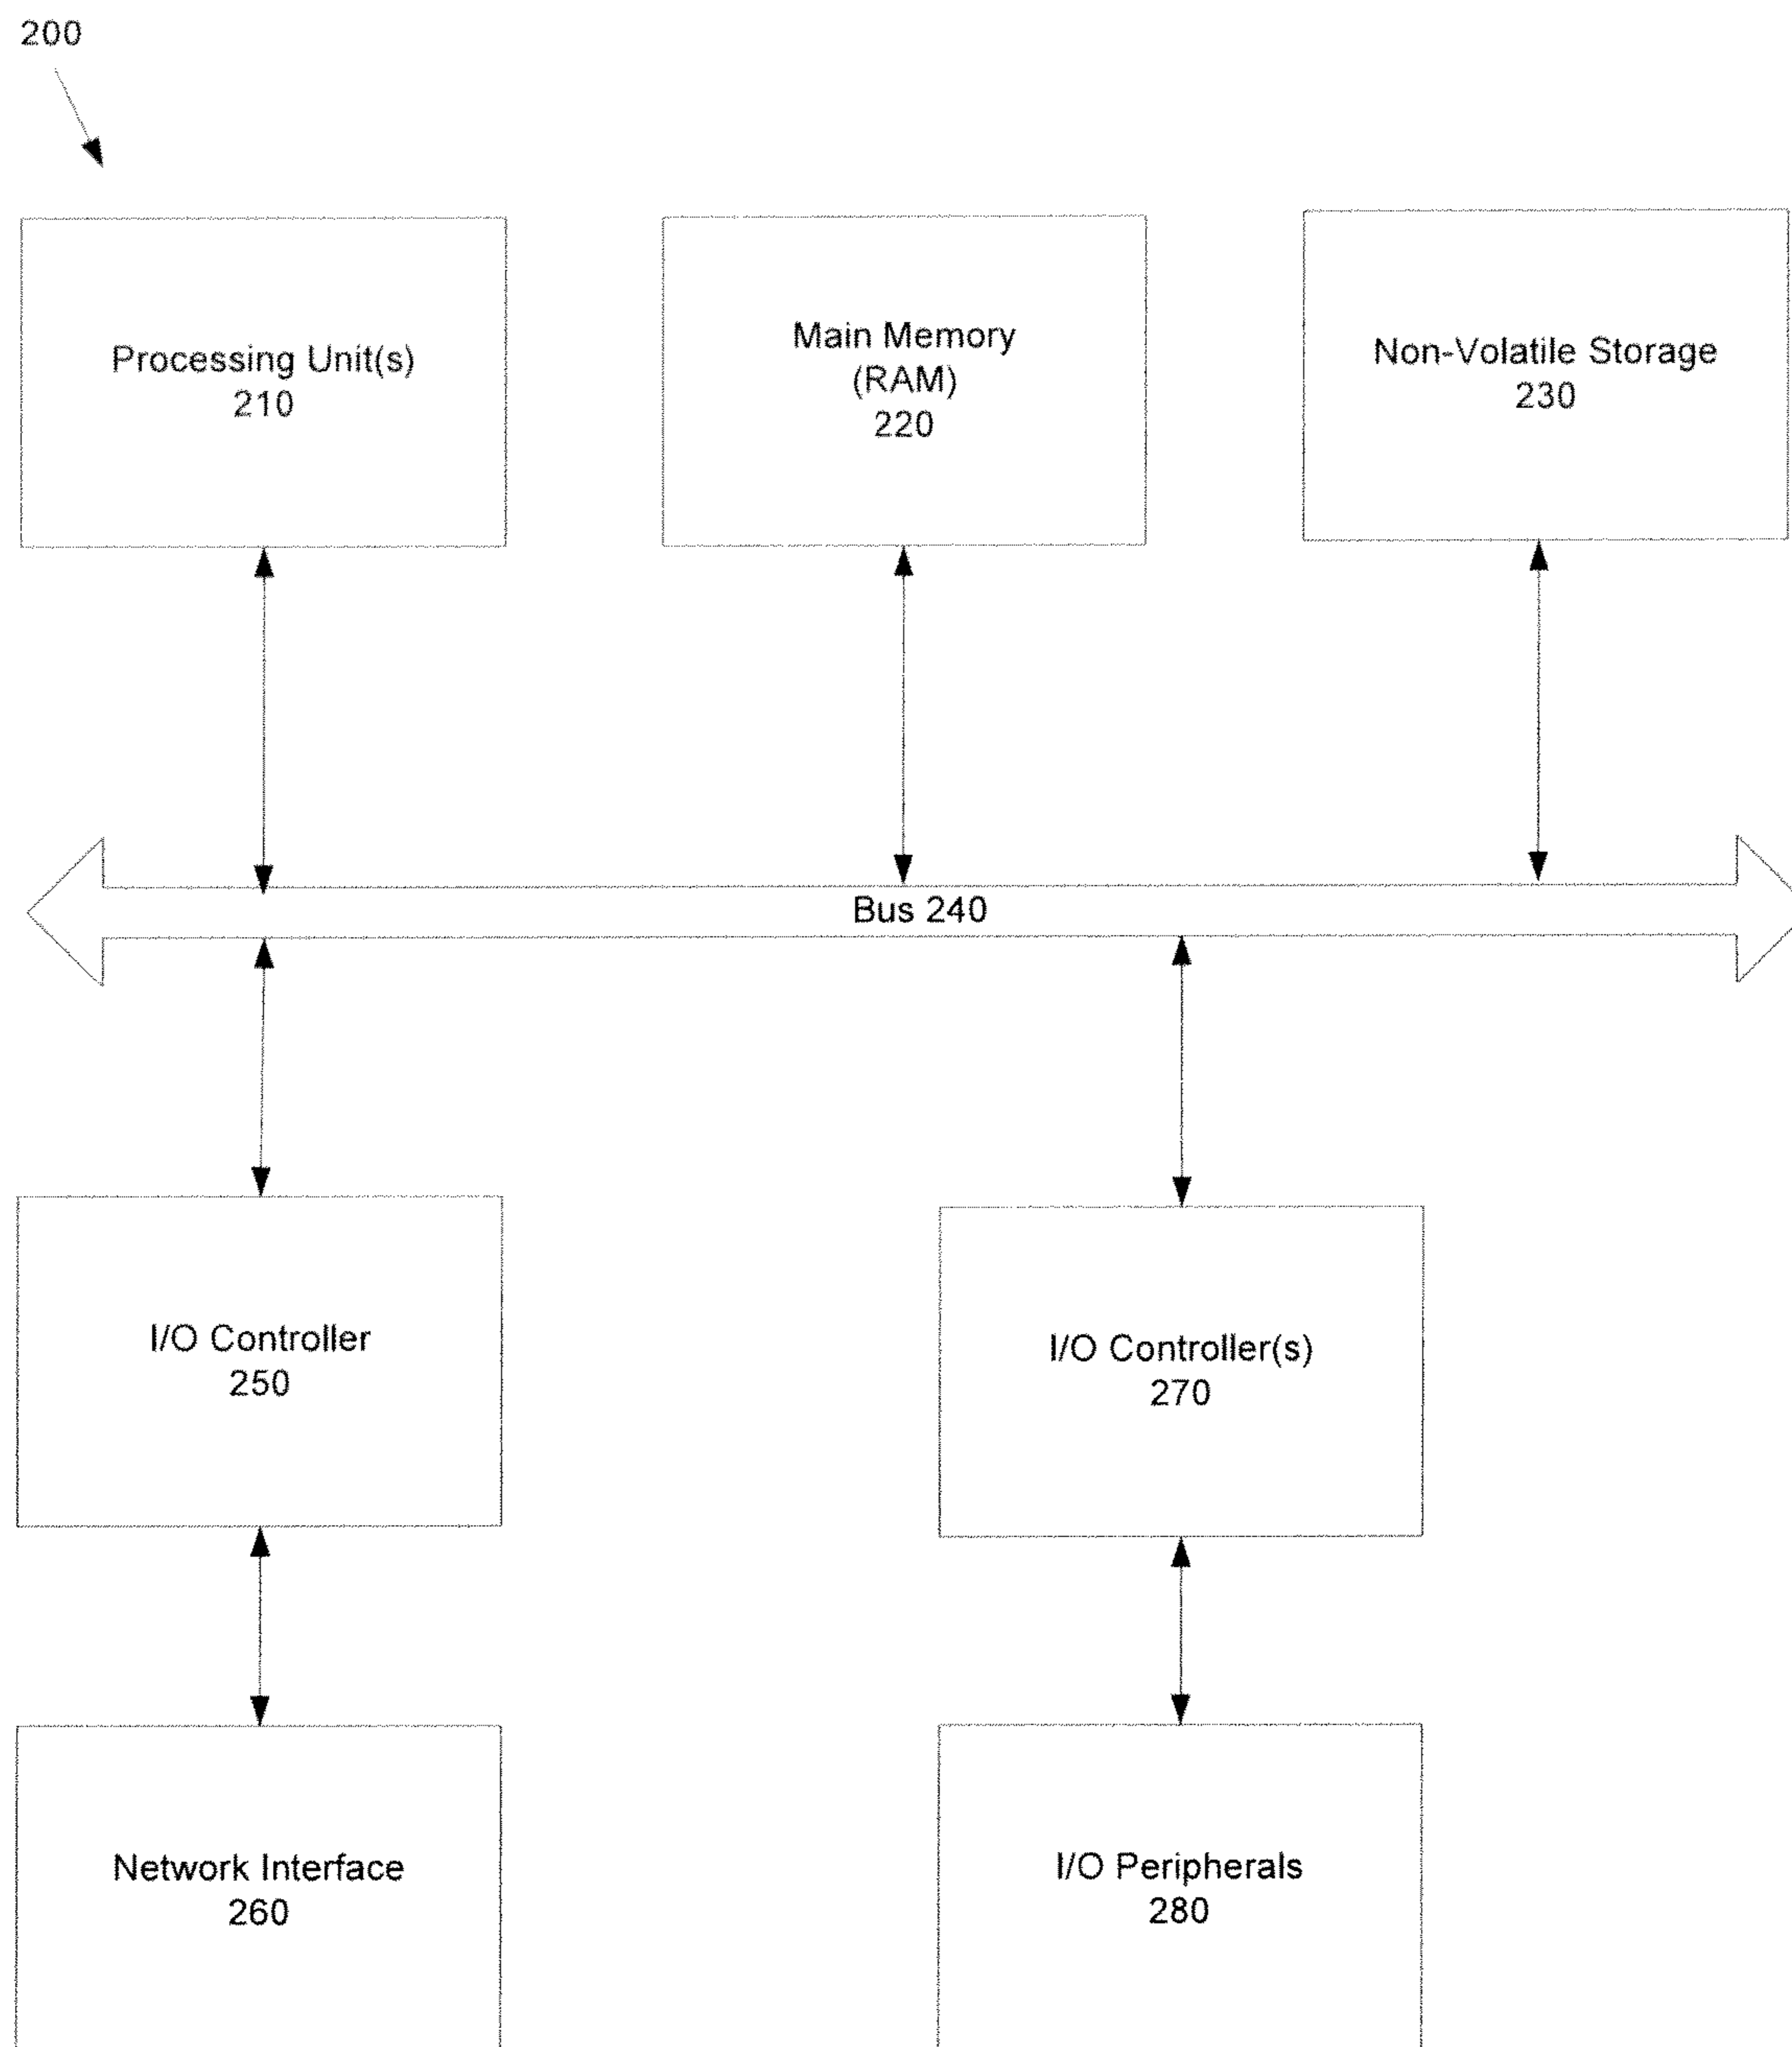 200
Processing Unit(s)
210
Main Memory
(RAM)
220
Non-Volatile Storage
230
Bus 240
I/O Controller
250
I/O Controller(s)
270
Network Interface
260
I/O Peripherals
280